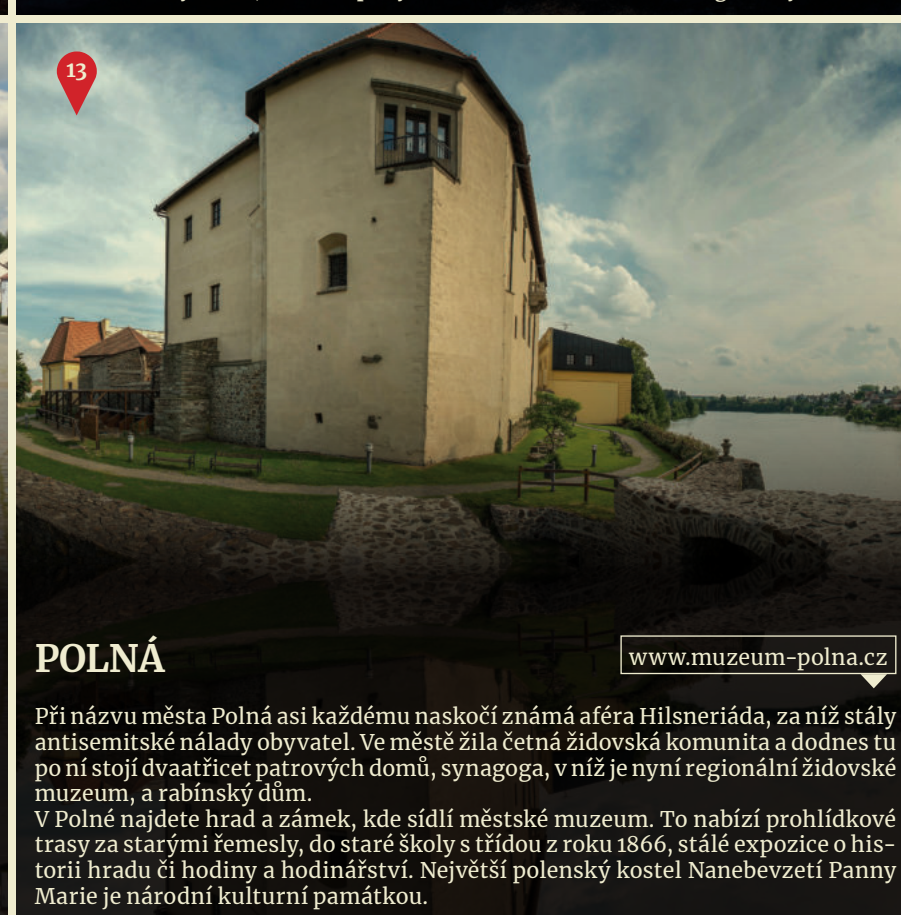 13
POLNÁ
www.muzeum-polna.cz
Při názvu města Polná asi každému naskočí známá aféra Hilsneriáda, za níž stály
antisemitské nálady obyvatel. Ve městě žila četná židovská komunita a dodnes tu
po ní stojí dvaatřicet patrových domů, synagoga, v níž je nyní regionální židovské
muzeum, a rabínský dům.
V Polné najdete hrad a zámek, kde sídlí městské muzeum. To nabízí prohlídkové
trasy za starými řemesly, do staré školy s třídou z roku 1866, stálé expozice o his-
torii hradu či hodiny a hodinářství. Největší polenský kostel Nanebevzetí Panny
Marie je národní kulturní památkou.